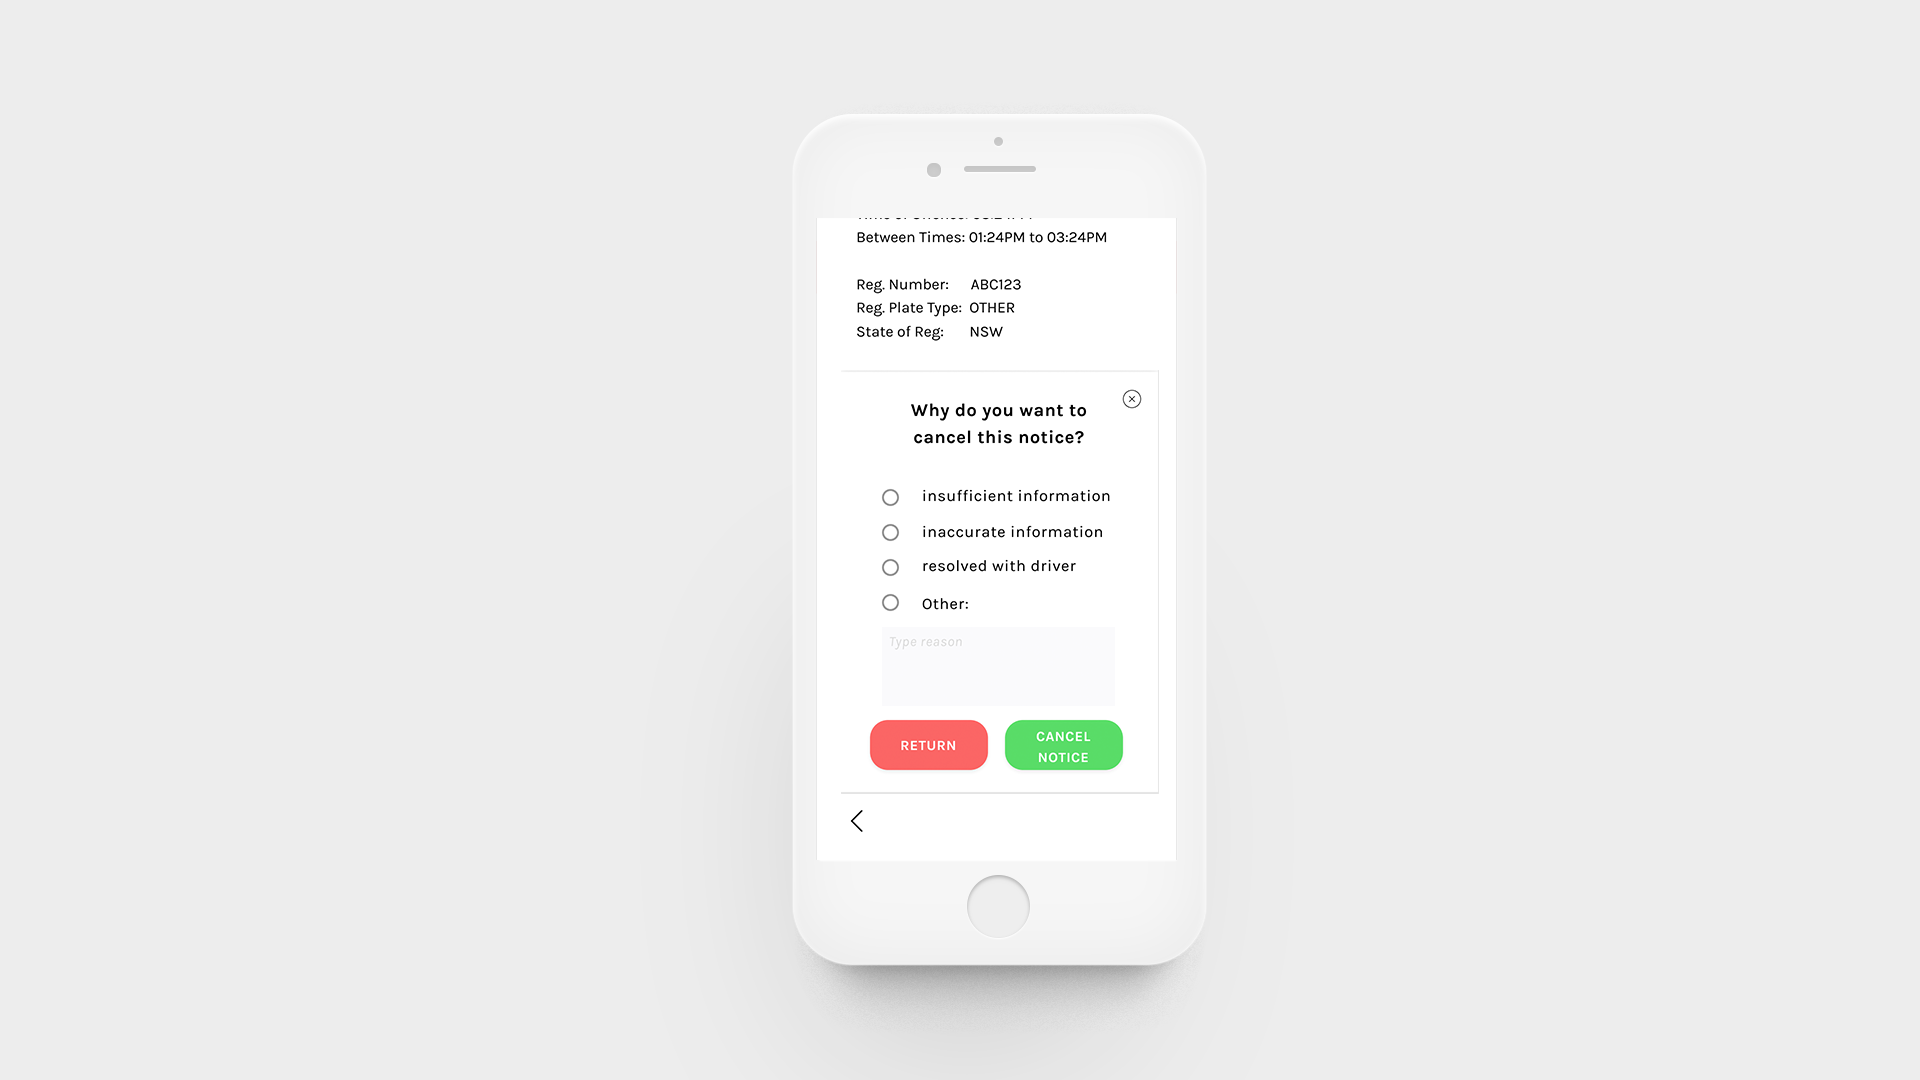 Between Times: 01:24PM to 03:24PM
Reg. Number: ABC123
Reg. Plate Type: OTHER
State of Reg: NSW
Why do you want to
cancel this notice?
insufficient information
inaccurate information
resolved with driver
Other:
Type reason
RETURN
CANCEL
NOTICE